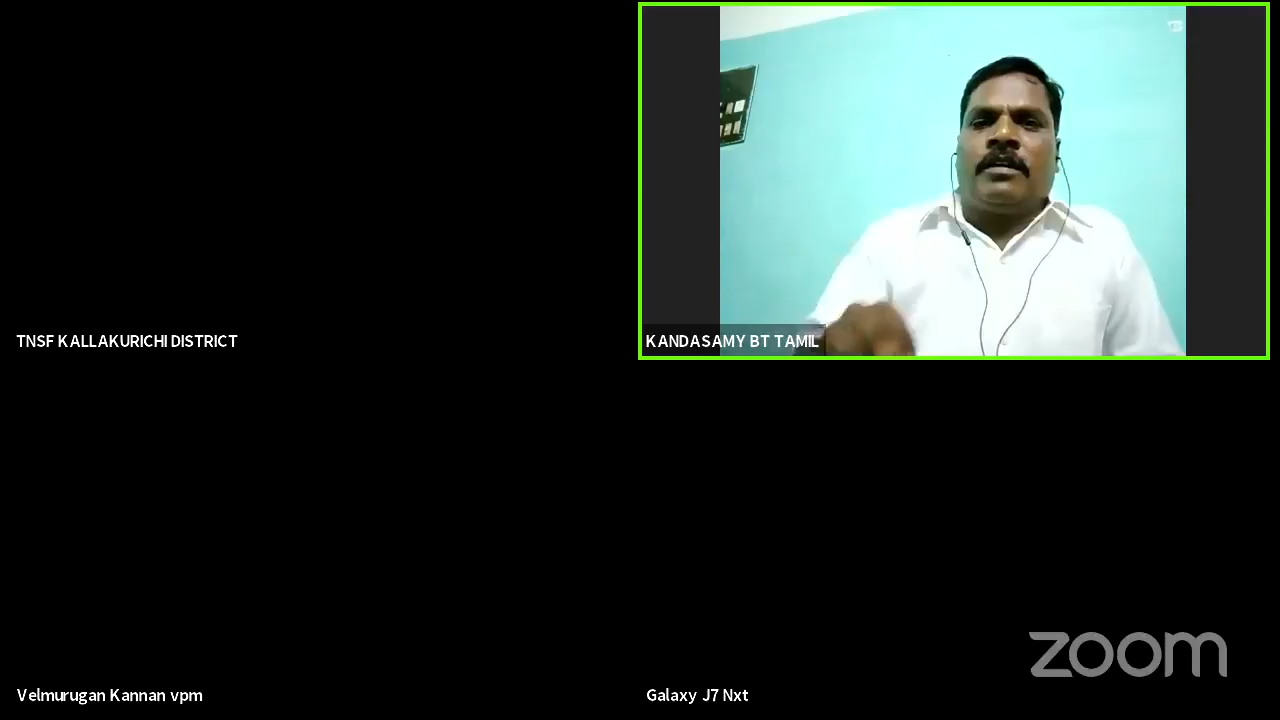 TNSF KALLAKURICHI DISTRICT
KANDASAMY BT TAMIL
Velmurugan Kannan vpm
Galaxy J7 Nxt
zoom